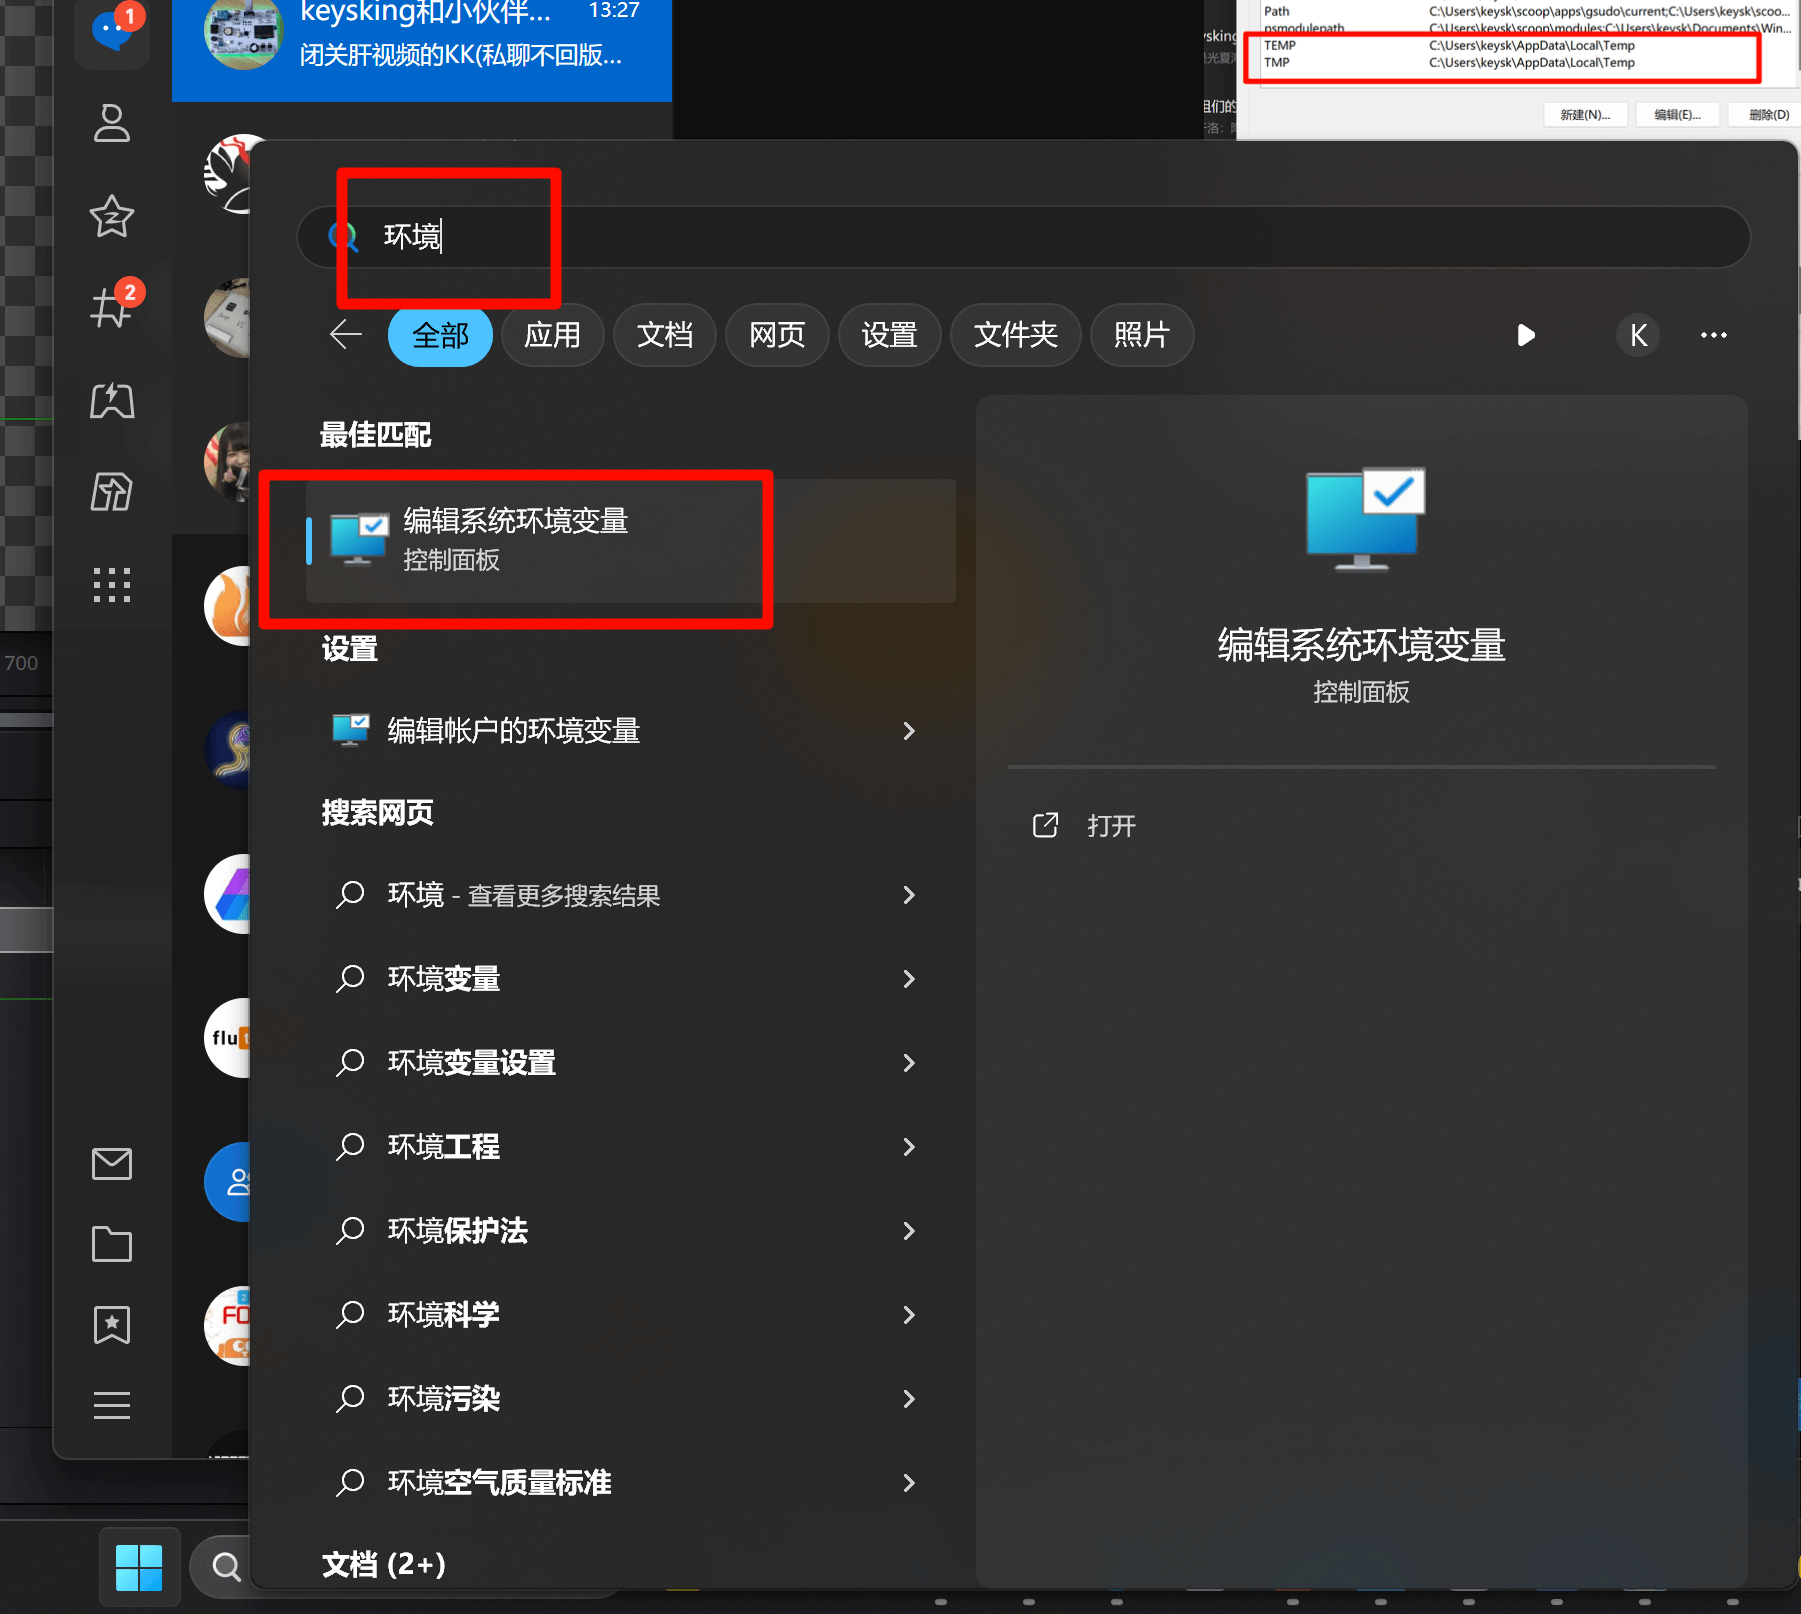 1
keysking和小伙伴... 13:27
闭关肝视频的KK(私聊不回版...
Path C:\Users\keysk\scoop\apps\gsudo\current;C:\Users\keysk\scoo...
psmodulepath C:\Users\keysk\scoop\modules;C:\Users\keysk\Documents\Win...
TEMP C:\Users\keysk\AppData\Local\Temp
TMP C:\Users\keysk\AppData\Local\Temp
新建(N)... 编辑(E)... 删除(D)
2
环境
全部 应用 文档 网页 设置 文件夹 照片 K
最佳匹配
编辑系统环境变量
控制面板
设置
编辑帐户的环境变量
搜索网页
环境 - 查看更多搜索结果
环境变量
环境变量设置
环境工程
环境保护法
环境科学
环境污染
环境空气质量标准
文档 (2+)
编辑系统环境变量
控制面板
打开
700
flut
FO